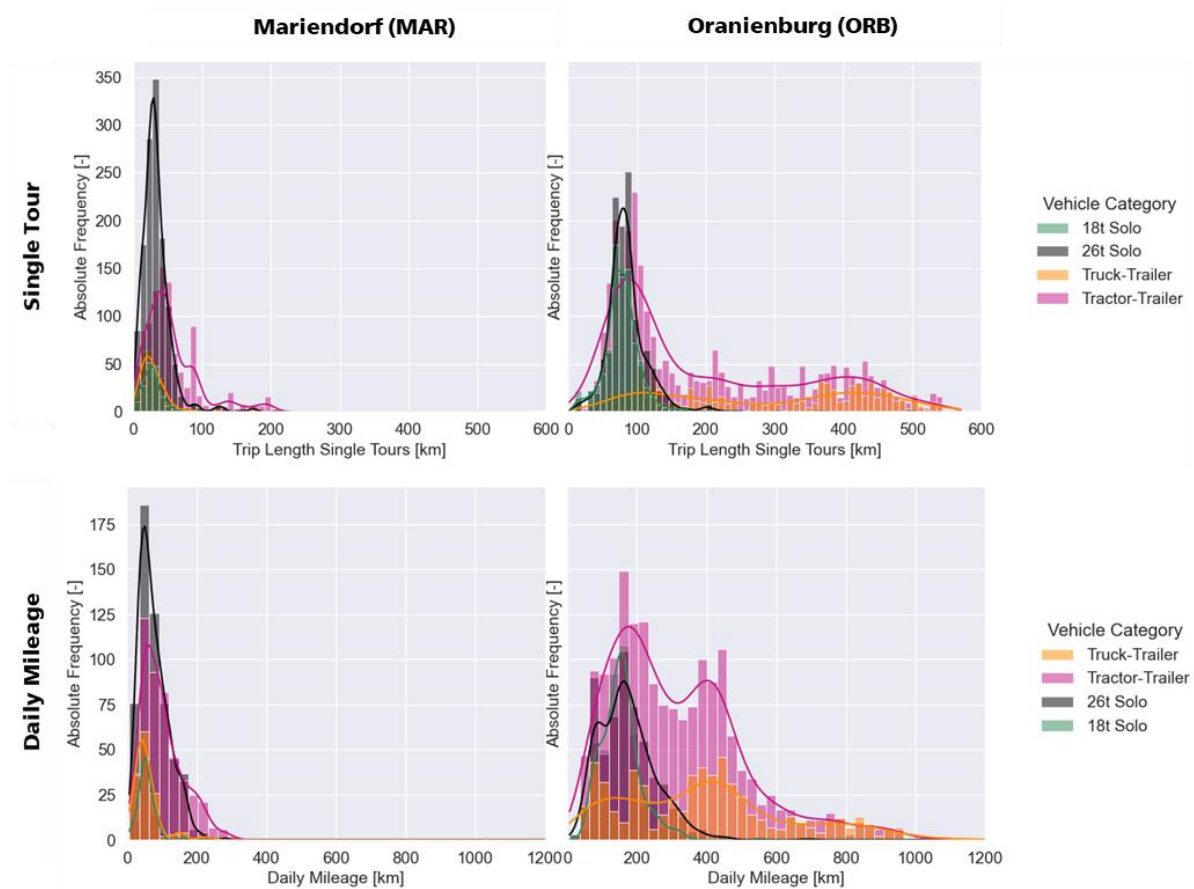 Mariendorf (MAR)
Oranienburg (ORB)
Single Tour
Absolute Frequency [-]
350
300
250
200
150
100
50
0
0 100 200 300 400 500 600
Trip Length Single Tours [km]
Absolute Frequency [-]
0 100 200 300 400 500 600
Trip Length Single Tours [km]
Vehicle Category
18t Solo
26t Solo
Truck-Trailer
Tractor-Trailer
Daily Mileage
Absolute Frequency [-]
175
150
125
100
75
50
25
0
0 200 400 600 800 1000 1200
Daily Mileage [km]
Absolute Frequency [-]
0 200 400 600 800 1000 1200
Daily Mileage [km]
Vehicle Category
Truck-Trailer
Tractor-Trailer
26t Solo
18t Solo